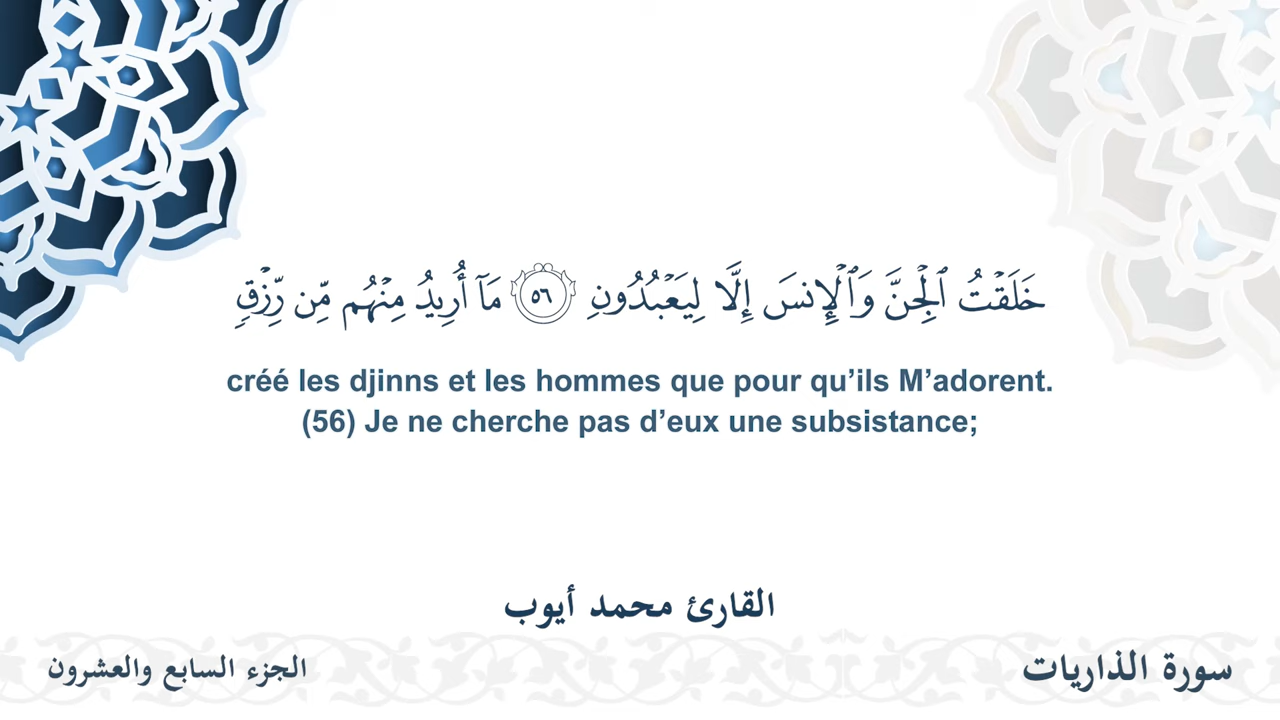 خَلَقْتُ ٱلْجِنَّ وَٱلْإِنسَ إِلَّا لِيَعْبُدُونِ ٥٦ مَآ أُرِيدُ مِنْهُم مِّن رِّزْقٍ
créé les djinns et les hommes que pour qu’ils M’adorent.
(56) Je ne cherche pas d’eux une subsistance;
القارئ محمد أيوب
سورة الذاريات
الجزء السابع والعشرون